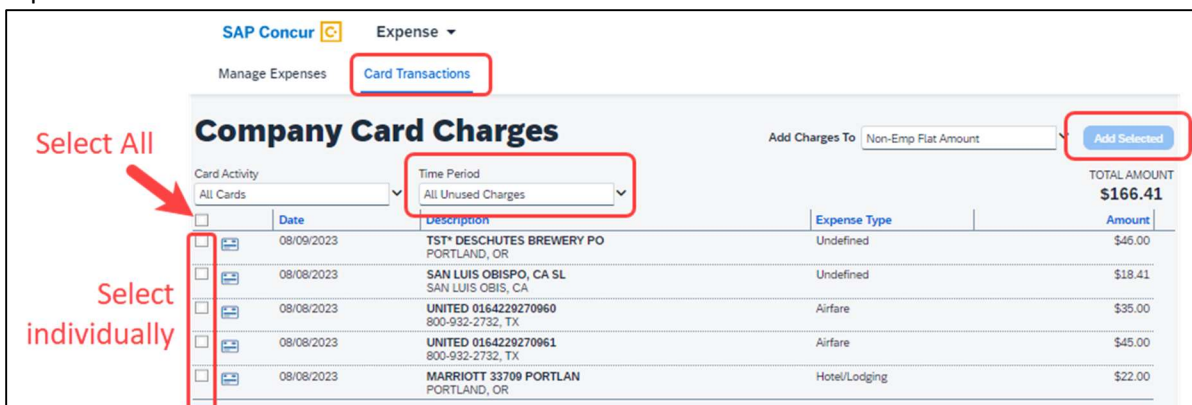 SAP Concur C Expense
Manage Expenses Card Transactions
Company Card Charges
Add Charges To Non-Emp Flat Amount Add Selected
Select All
Card Activity Time Period TOTAL AMOUNT
All Cards All Unused Charges $166.41
Date Description Expense Type Amount
08/09/2023 TST* DESCHUTES BREWERY PO Undefined $46.00
PORTLAND, OR
08/08/2023 SAN LUIS OBISPO, CA SL Undefined $18.41
SAN LUIS OBIS, CA
Select
individually
08/08/2023 UNITED 0164229270960 Airfare $35.00
800-932-2732, TX
08/08/2023 UNITED 0164229270961 Airfare $45.00
800-932-2732, TX
08/08/2023 MARRIOTT 33709 PORTLAN Hotel/Lodging $22.00
PORTLAND, OR